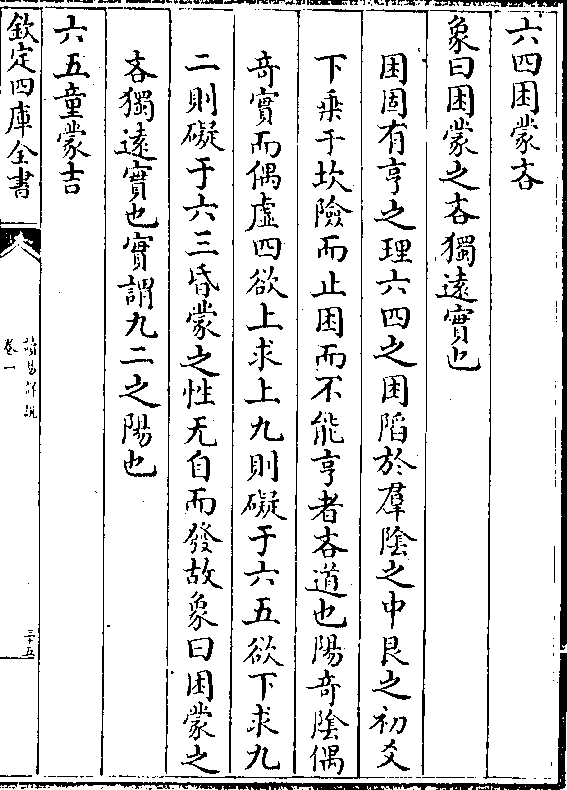 六四困蒙吝
象曰困蒙之吝獨遠實也
困固有亨之理六四之困陷於羣陰之中艮之初爻
下乗于坎險而止困而不能亨者吝道也陽奇陰偶
奇實而偶虚四欲上求上九則礙于六五欲下求九
二則礙于六三昏蒙之性无自而發故象曰困蒙之
吝獨遠實也實謂九二之陽也
六五童蒙吉
欽定四庫全書
讀易詳說
卷一
三十五